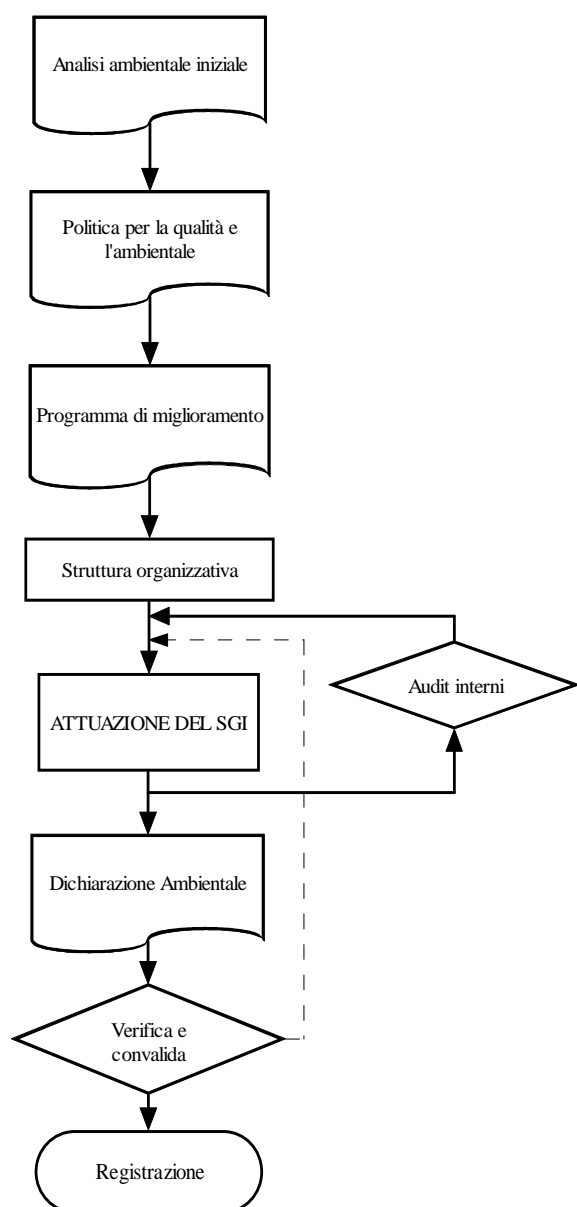 Analisi ambientale iniziale
Politica per la qualità e
l'ambientale
Programma di miglioramento
Struttura organizzativa
Audit interni
ATTUAZIONE DEL SGI
Dichiarazione Ambientale
Verifica e
convalida
Registrazione